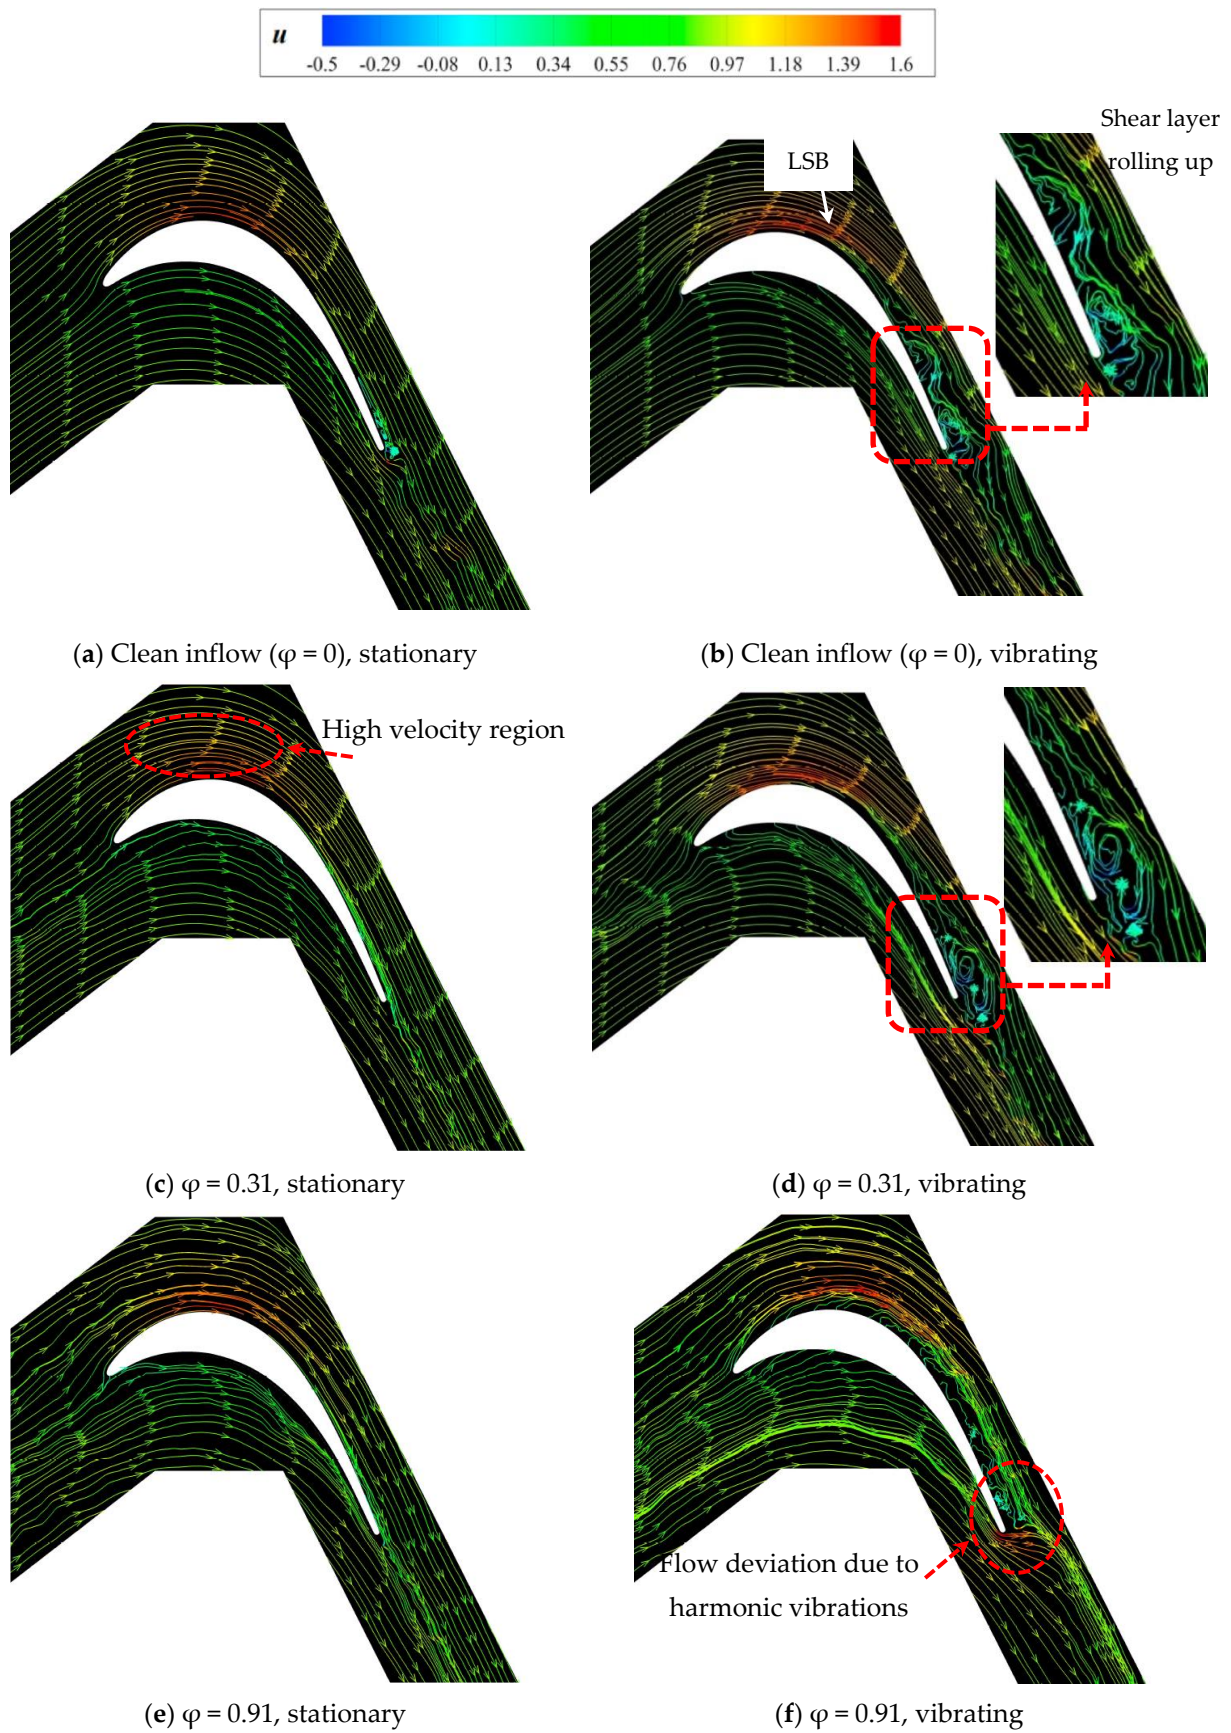 u
-0.5 -0.29 -0.08 0.13 0.34 0.55 0.76 0.97 1.18 1.39 1.6
Shear layer
rolling up
LSB
(a) Clean inflow (φ = 0), stationary
(b) Clean inflow (φ = 0), vibrating
High velocity region
(c) φ = 0.31, stationary
(d) φ = 0.31, vibrating
Flow deviation due to
harmonic vibrations
(e) φ = 0.91, stationary
(f) φ = 0.91, vibrating